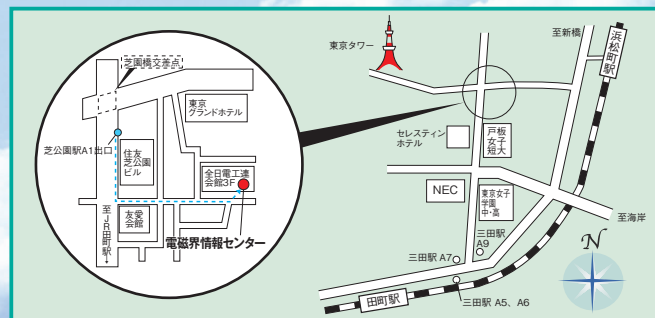 芝園橋交差点
東京
グランドホテル
芝公園駅A1出口
住友
芝公園
ビル
全日電工連
会館3F
友愛
会館
至JR田町駅
電磁界情報センター
東京タワー
至新橋
浜松町駅
セレスティン
ホテル
戸板
女子
短大
NEC
東京女子
学園
中・高
至海岸
三田駅
A9
三田駅 A7
田町駅
三田駅 A5、A6
N